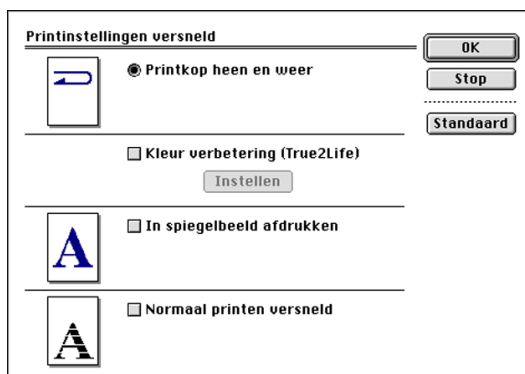 Printinstellingen versneld
OK
Printkop heen en weer
Stop
Standaard
Kleur verbetering (True2Life)
Instellen
A
In spiegelbeeld afdrukken
A
Normaal printen versneld